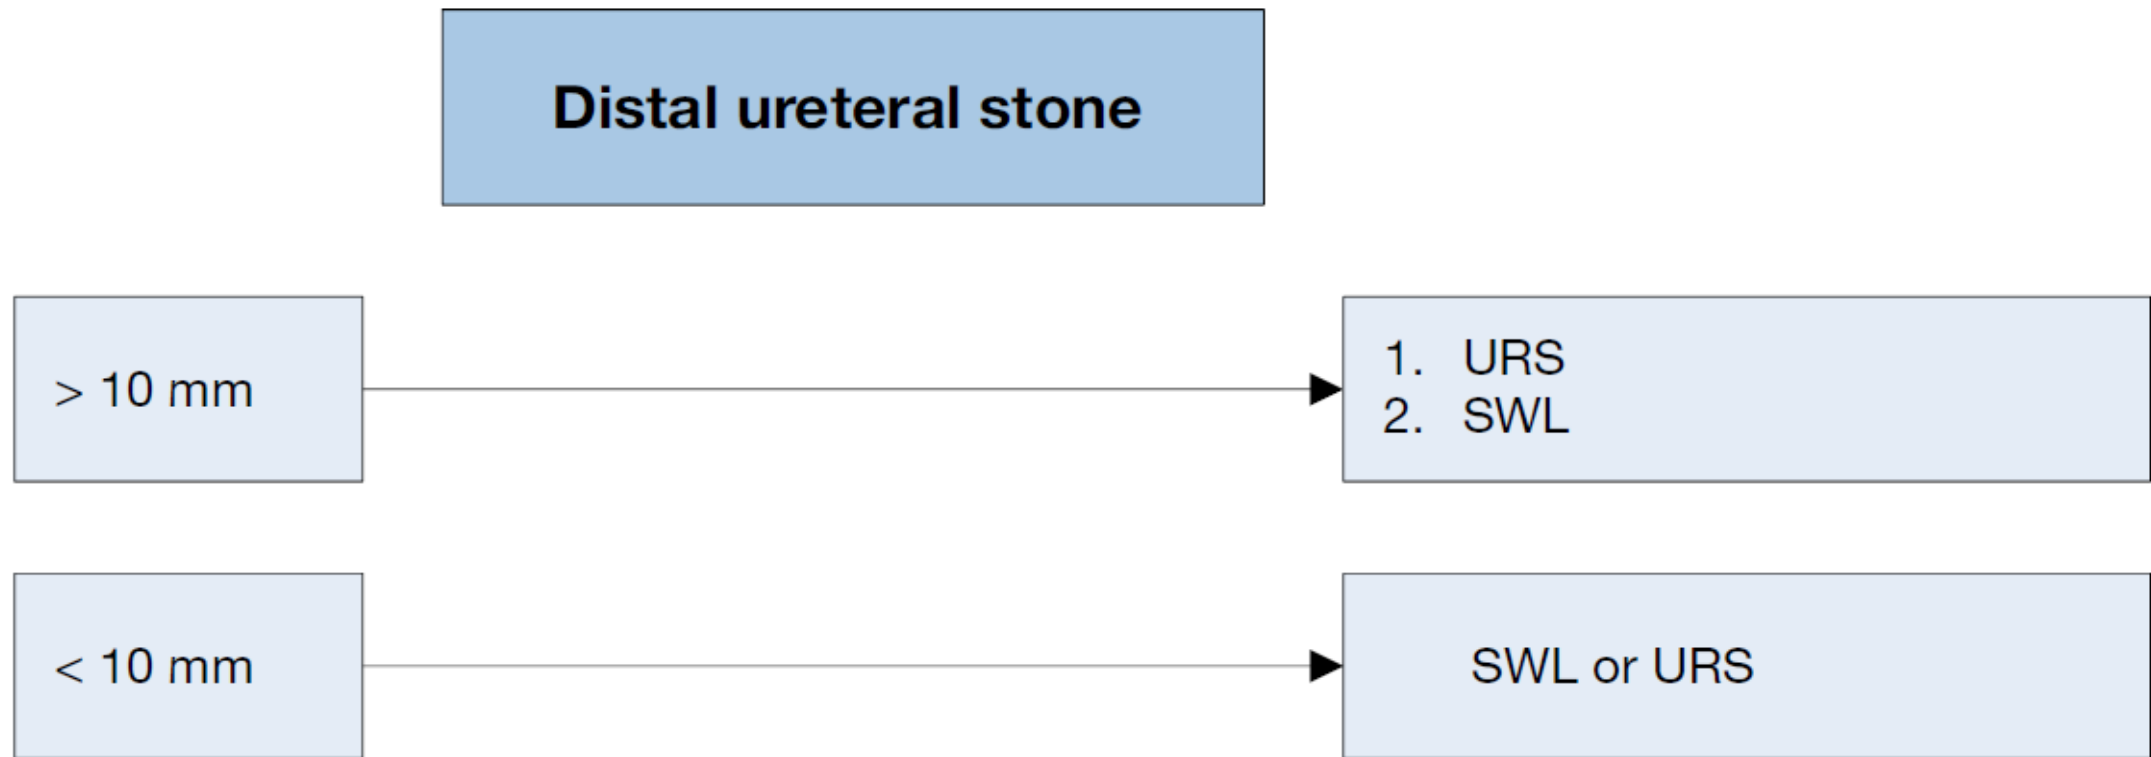 Distal ureteral stone
> 10 mm
1. URS
2. SWL
< 10 mm
SWL or URS